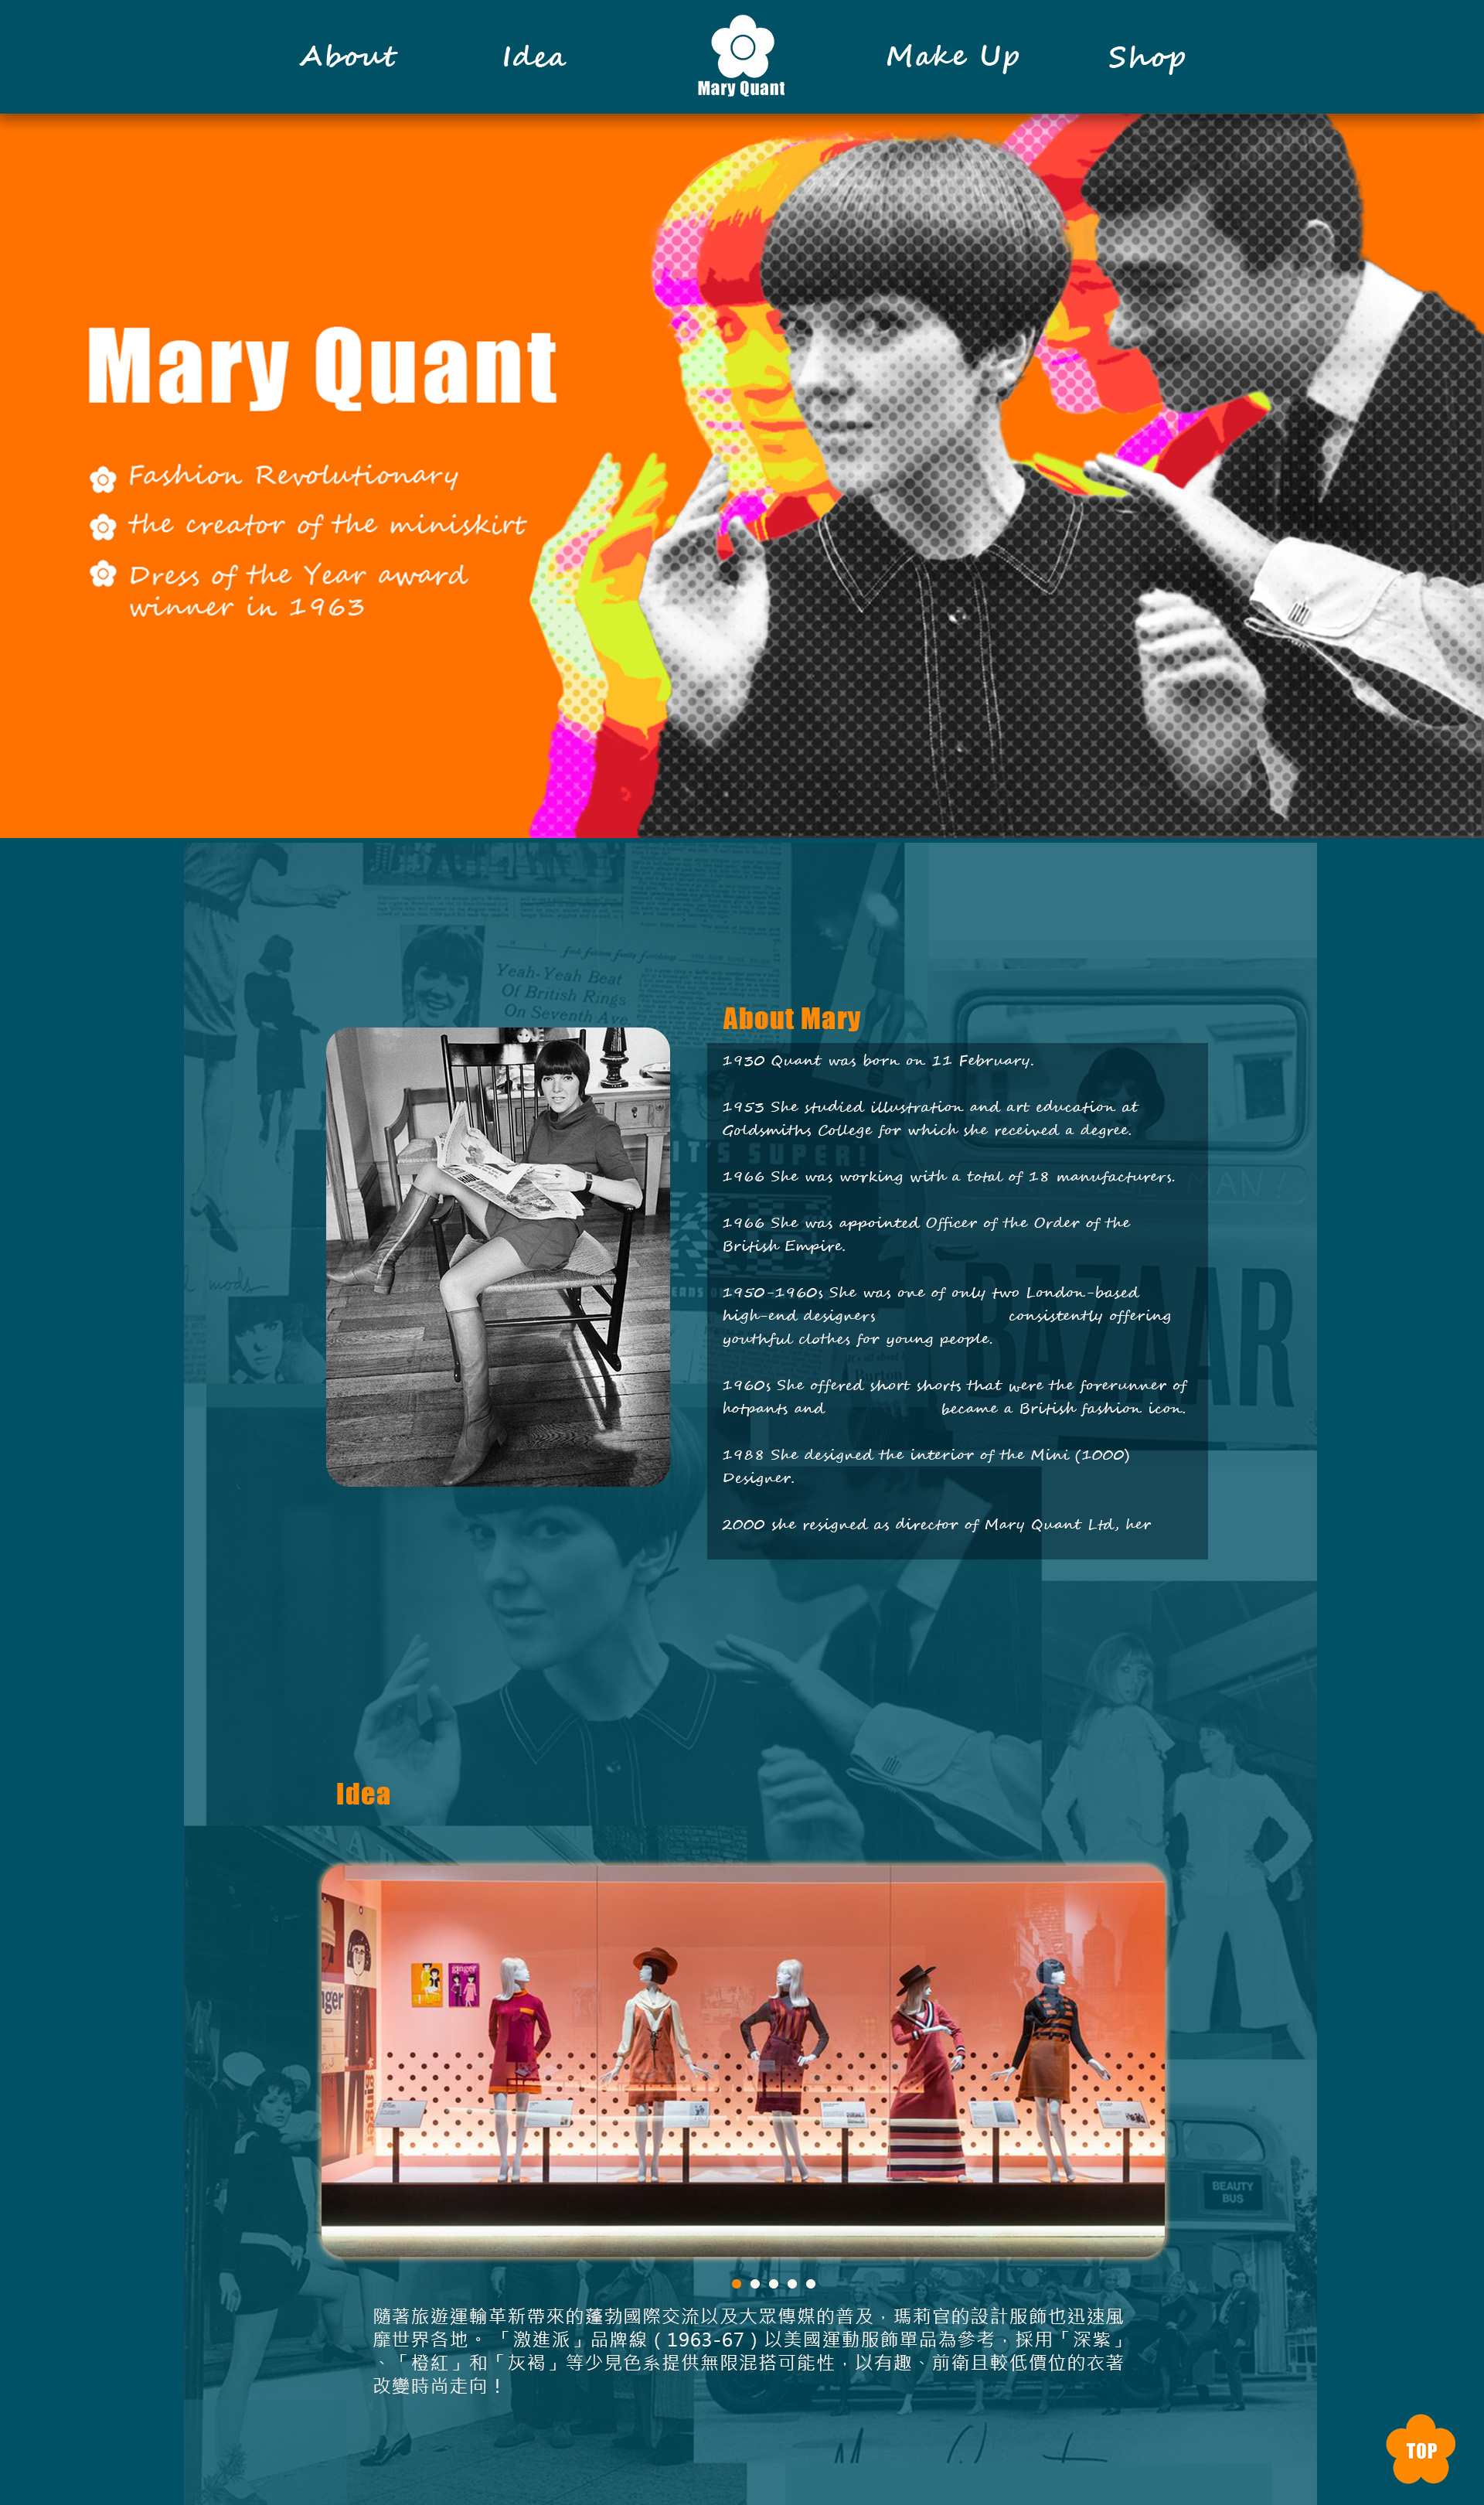 About
Idea
Mary Quant
Make Up
Shop
Mary Quant
Fashion Revolutionary
the creator of the miniskirt
Dress of the Year award
winner in 1963
Yeah-Yeah Beat
Of British Rings
On Seventh Ave
About Mary
1930 Quant was born on 11 February.
1953 She studied illustration and art education at
Goldsmiths College for which she received a degree.
IT'S SUPER!
1966 She was working with a total of 18 manufacturers.
1966 She was appointed Officer of the Order of the
British Empire.
mods
1950-1960s She was one of only two London-based
high-end designers consistently offering
youthful clothes for young people.
BAZAAR
1960s She offered short shorts that were the forerunner of
hotpants and became a British fashion icon.
1988 She designed the interior of the Mini (1000)
Designer.
2000 she resigned as director of Mary Quant Ltd, her
Idea
ginger
BEAUTY
BUS
隨著旅遊運輸革新帶來的蓬勃國際交流以及大眾傳媒的普及，瑪莉官的設計服飾也迅速風
靡世界各地。「激進派」品牌線（1963-67）以美國運動服飾單品為參考，採用「深紫」
、「橙紅」和「灰褐」等少見色系提供無限混搭可能性，以有趣、前衛且較低價位的衣著
改變時尚走向！
TOP